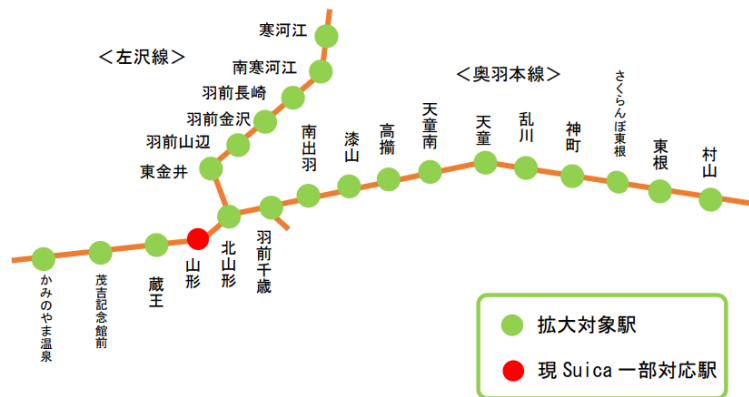 <左沢線>
寒河江
南寒河江
羽前長崎
羽前金沢
羽前山辺
東金井
<奥羽本線>
かみのやま温泉
茂吉記念館前
蔵王
山形
北山形
羽前千歳
南出羽
漆山
高擶
天童南
天童
乱川
神町
さくらんぼ東根
東根
村山
拡大対象駅
現 Suica 一部対応駅